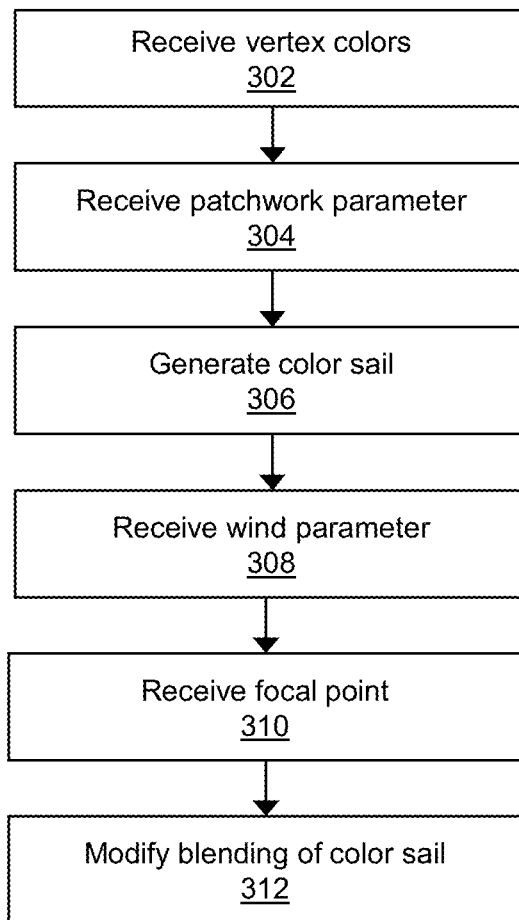 Receive vertex colors
302
Receive patchwork parameter
304
Generate color sail
306
Receive wind parameter
308
Receive focal point
310
Modify blending of color sail
312